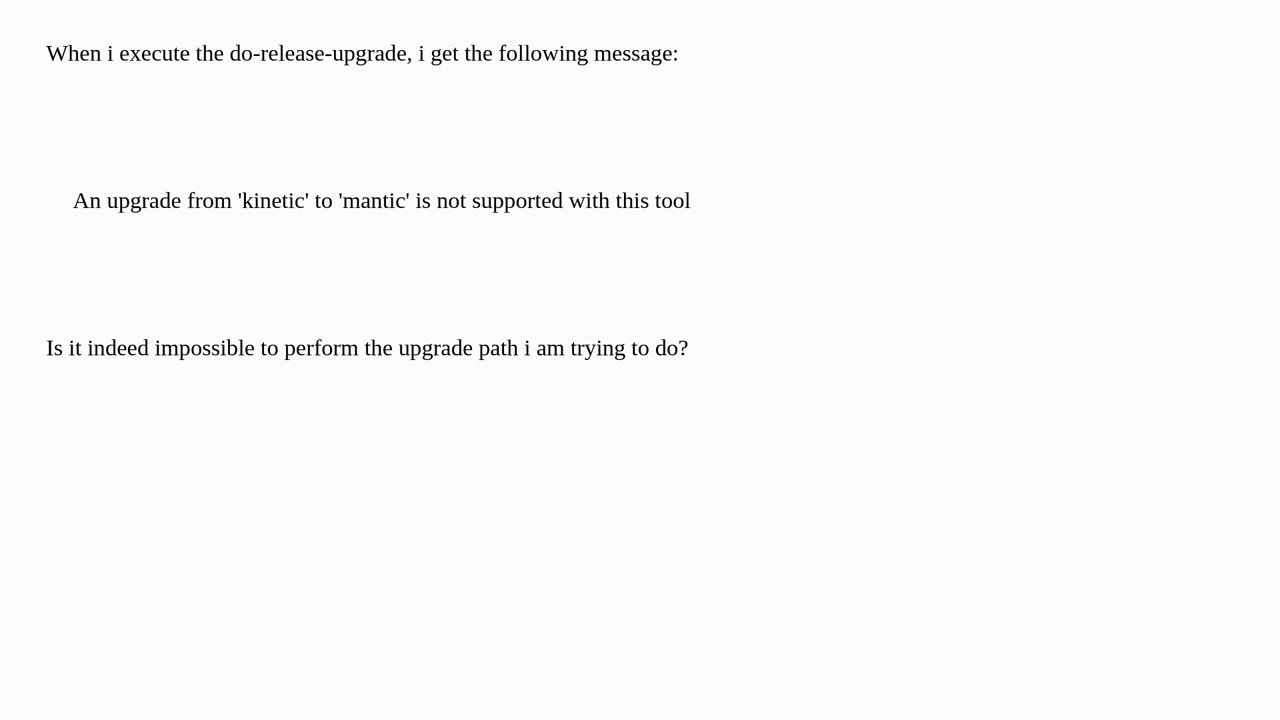 When i execute the do-release-upgrade, i get the following message:
An upgrade from 'kinetic' to 'mantic' is not supported with this tool
Is it indeed impossible to perform the upgrade path i am trying to do?